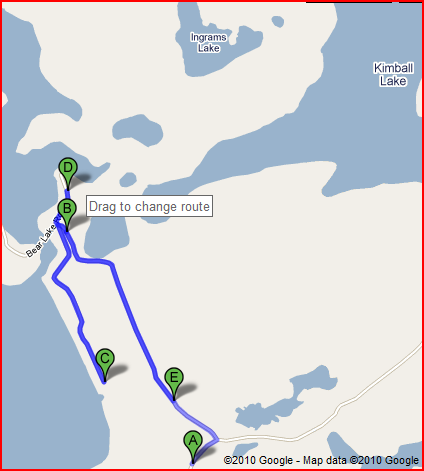 Ingrams
Lake
Kimball
Lake
D
B
Drag to change route
Bear Lake
C
E
A
©2010 Google - Map data ©2010 Google